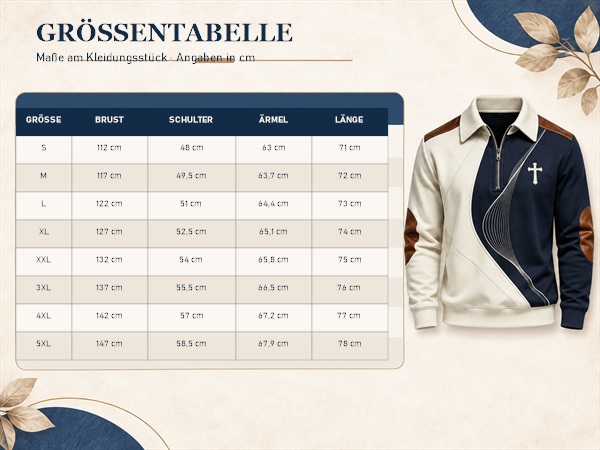 GRÖSSENTABELLE
Maße am Kleidungsstück · Angaben in cm
GRÖSSE BRUST SCHULTER ÄRMEL LÄNGE
S 112 cm 48 cm 63 cm 71 cm
M 117 cm 49,5 cm 63,7 cm 72 cm
L 122 cm 51 cm 64,4 cm 73 cm
XL 127 cm 52,5 cm 65,1 cm 74 cm
XXL 132 cm 54 cm 65,8 cm 75 cm
3XL 137 cm 55,5 cm 66,5 cm 76 cm
4XL 142 cm 57 cm 67,2 cm 77 cm
5XL 147 cm 58,5 cm 67,9 cm 78 cm